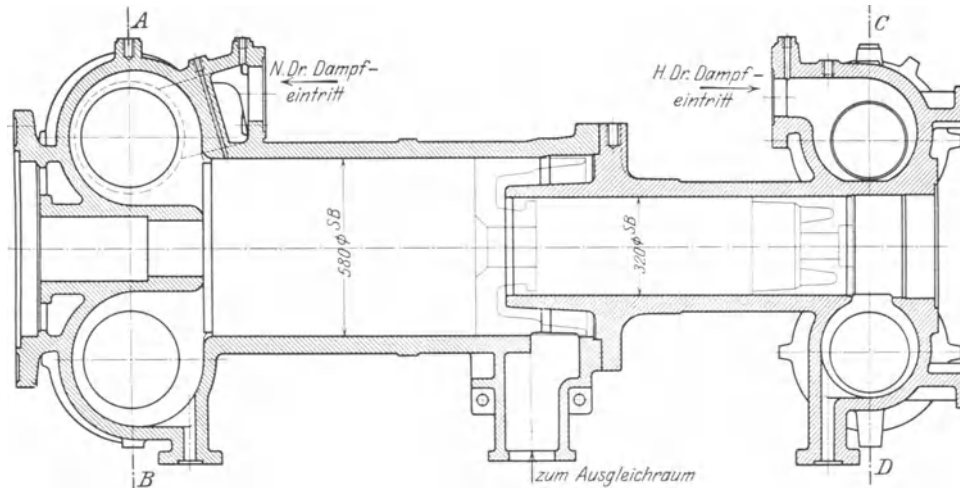 A
C
N.Dr. Dampf-
eintritt
H.Dr. Dampf-
eintritt
580 φ SB
320 φ SB
B
zum Ausgleichraum
D